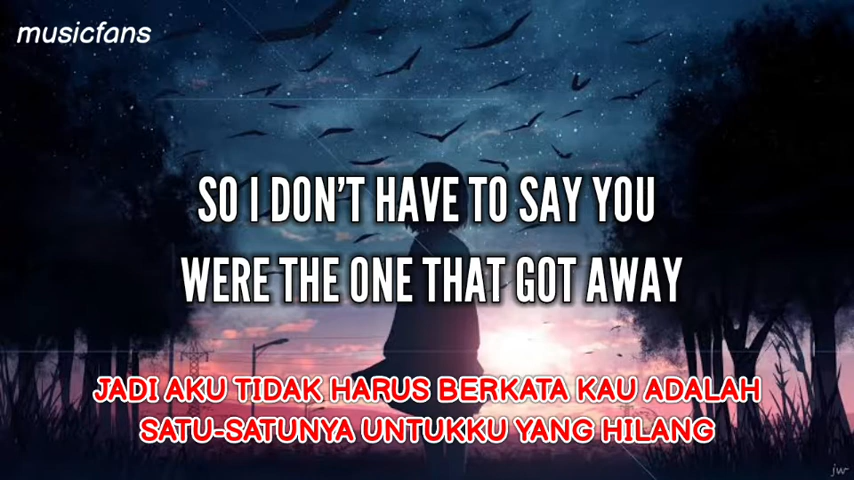 musicfans
SO I DON'T HAVE TO SAY YOU
WERE THE ONE THAT GOT AWAY
JADI AKU TIDAK HARUS BERKATA KAU ADALAH
SATU-SATUNYA UNTUKKU YANG HILANG
jw